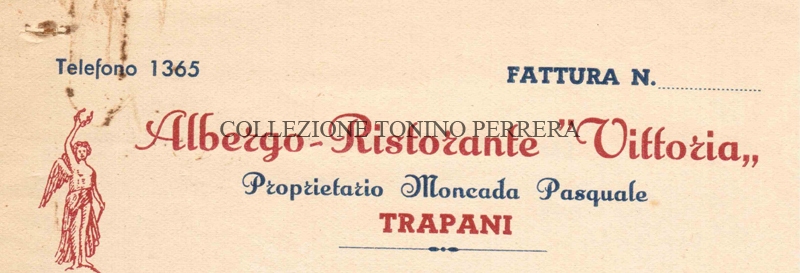 Telefono 1365
FATTURA N.
COLLEZIONE TONINO PERRERA
Albergo-Ristorante "Vittoria„
Proprietario Moncada Pasquale
TRAPANI